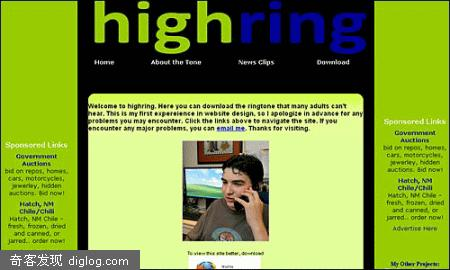 highring
Home About the Tone News Clips Download
Welcome to highring. Here you can download the ringtone that many adults can't
hear. This is my first expereience in website design, so I apologize in advance for any
problems you may encounter. Click the links above to navigate the site. If you
encounter any major problems, you can email me. Thanks for visiting.
To view this site better, download
Sponsored Links
Government
Auctions
bid on repos, homes,
cars, motorcycles,
jewerley, hidden
auctions. Bid now!
Hatch, NM
Chile/Chili
Hatch, NM Chile -
fresh, frozen, dried
and canned, or
jarred.. order now!
Sponsored Links
Government
Auctions
bid on repos, homes,
cars, motorcycles,
jewerley, hidden
auctions. Bid now!
Hatch, NM
Chile/Chili
Hatch, NM Chile -
fresh, frozen, dried
and canned, or
jarred.. order now!
Advertise Here
My Other Projects:
奇客发现 diglog.com